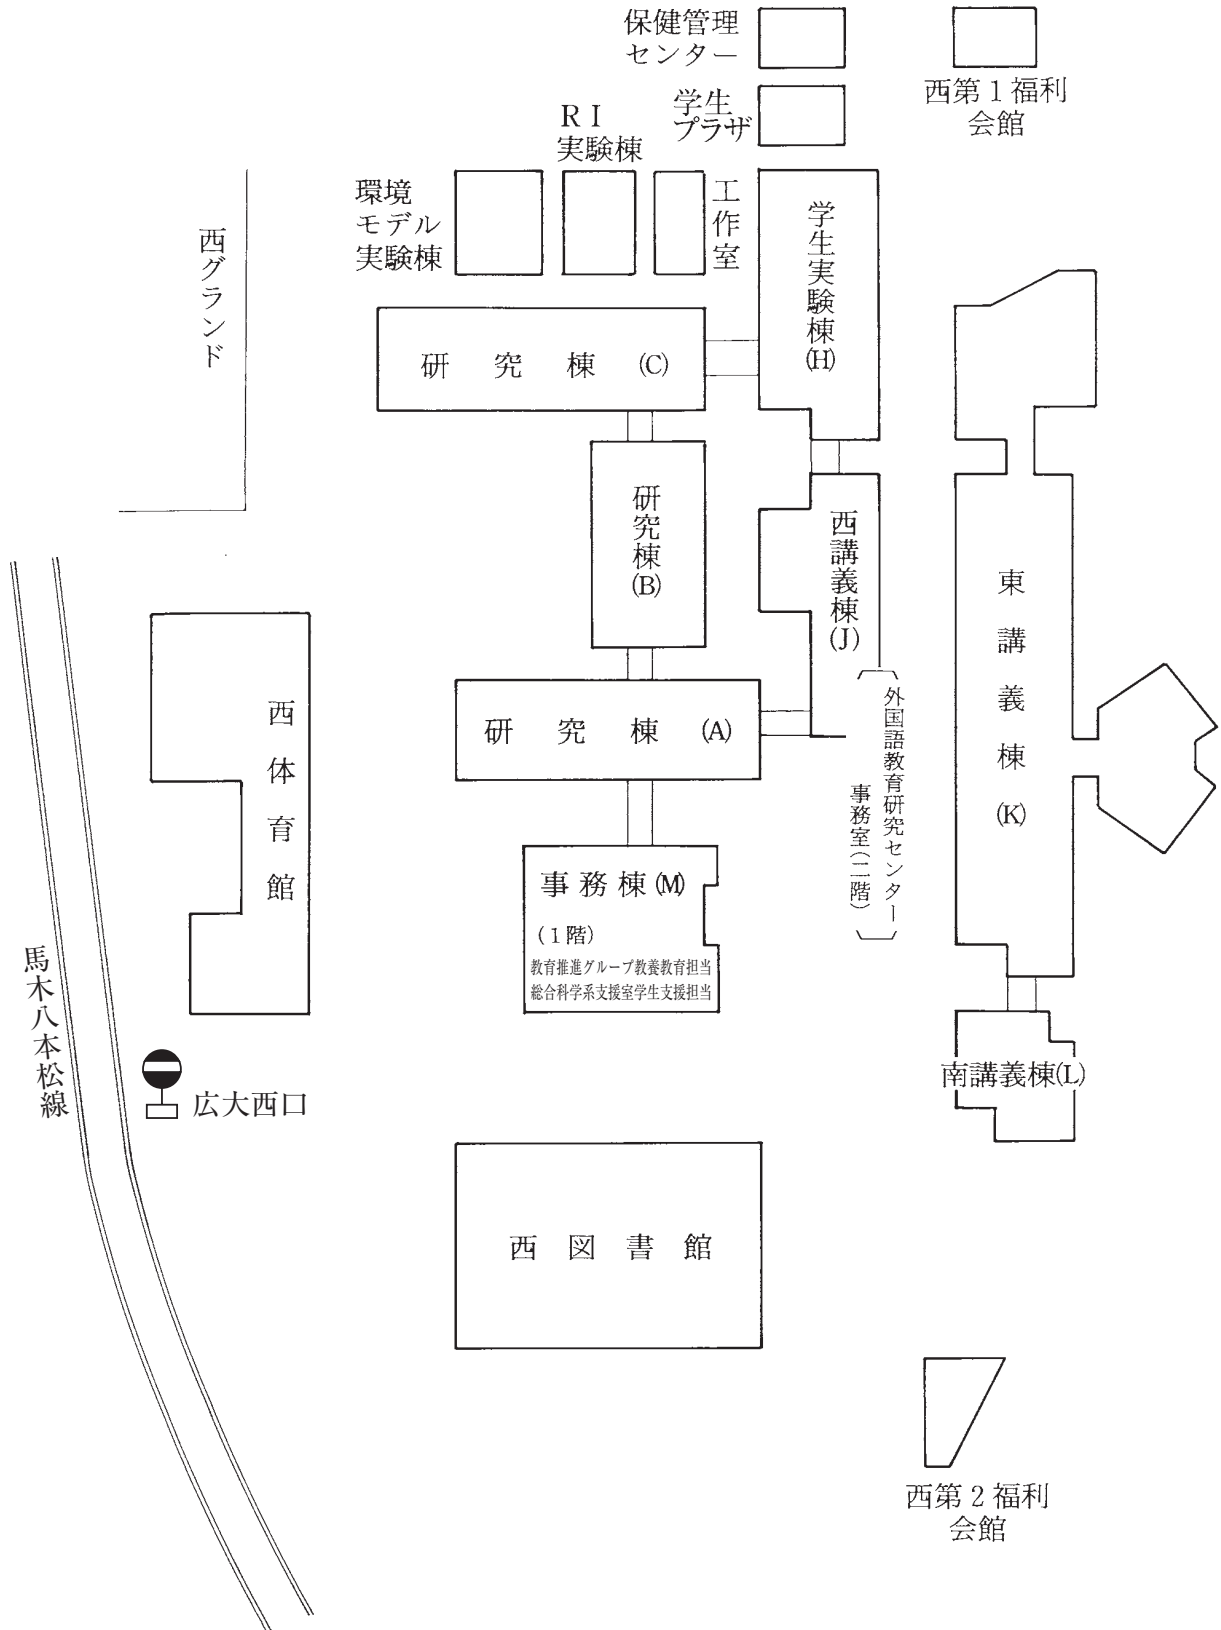 保健管理
センター
西第1福利
会館
学生
プラザ
RI
実験棟
環境
モデル
実験棟
工作室
学生実験棟(H)
西グランド
研究棟(C)
研究棟(B)
西講義棟(J)
東講義棟(K)
西体育館
研究棟(A)
外国語教育研究センター
事務室(二階)
事務棟(M)
(1階)
教育推進グループ教養教育担当
総合科学系支援室学生支援担当
馬木八本松線
広大西口
南講義棟(L)
西図書館
西第2福利
会館